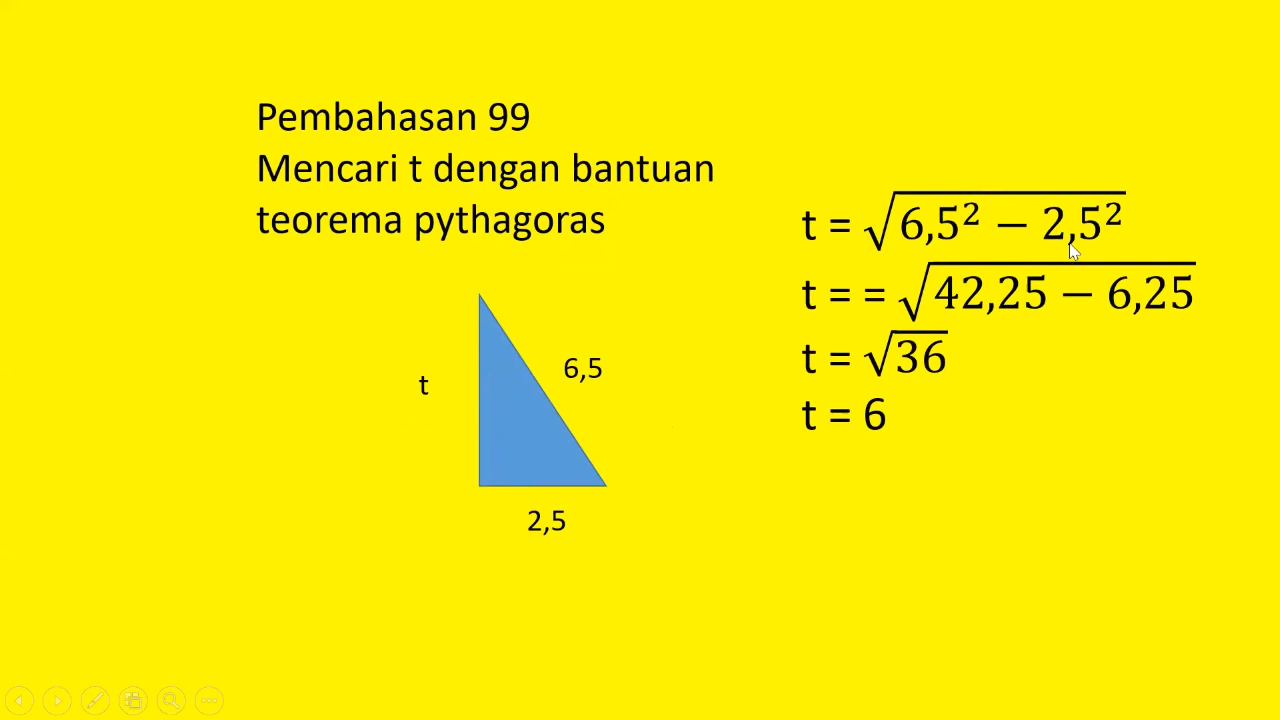 Pembahasan 99
Mencari t dengan bantuan
teorema pythagoras
t = √6,5² − 2,5²
t = = √42,25 − 6,25
t = √36
t = 6
t
6,5
2,5